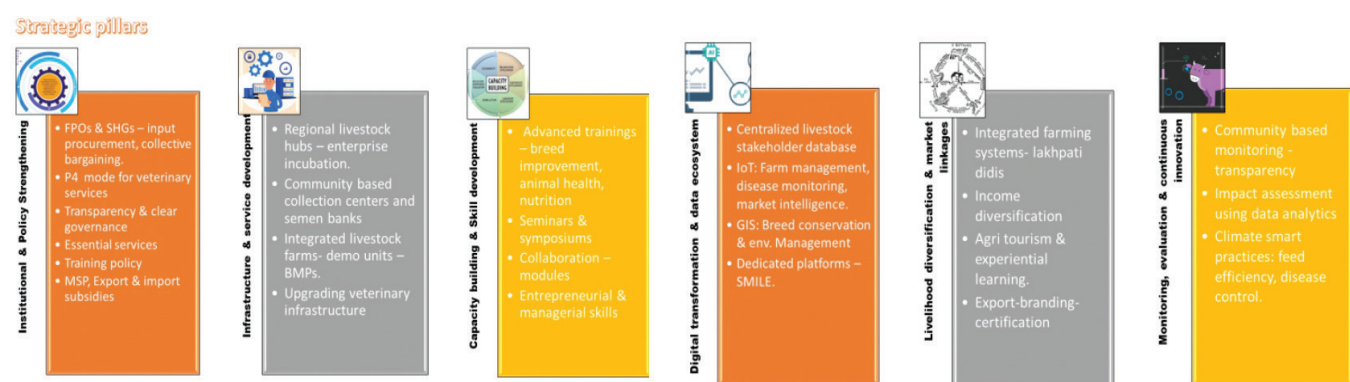 Strategic pillars
Institutional & Policy Strengthening
• FPOs & SHGs – input
procurement, collective
bargaining.
• P4 mode for veterinary
services
• Transparency & clear
governance
• Essential services
• Training policy
• MSP, Export & import
subsidies
Infrastructure & service development
• Regional livestock
hubs – enterprise
incubation.
• Community based
collection centers and
semen banks
• Integrated livestock
farms- demo units –
BMPs.
• Upgrading veterinary
infrastructure
CAPACITY
BUILDING
Capacity building & Skill development
• Advanced trainings
– breed
improvement,
animal health,
nutrition
• Seminars &
symposiums
• Collaboration –
modules
• Entrepreneurial &
managerial skills
AI
Digital transformation & data ecosystem
• Centralized livestock
stakeholder database
• IoT: Farm management,
disease monitoring,
market intelligence.
• GIS: Breed conservation
& env. Management
• Dedicated platforms –
SMILE.
Livelihood diversification & market
linkages
• Integrated farming
systems- lakhpati
didis
• Income
diversification
• Agri tourism &
experiential
learning.
• Export-branding-
certification
Monitoring, evaluation & continuous
innovation
• Community based
monitoring -
transparency
• Impact assessment
using data analytics
• Climate smart
practices: feed
efficiency, disease
control.